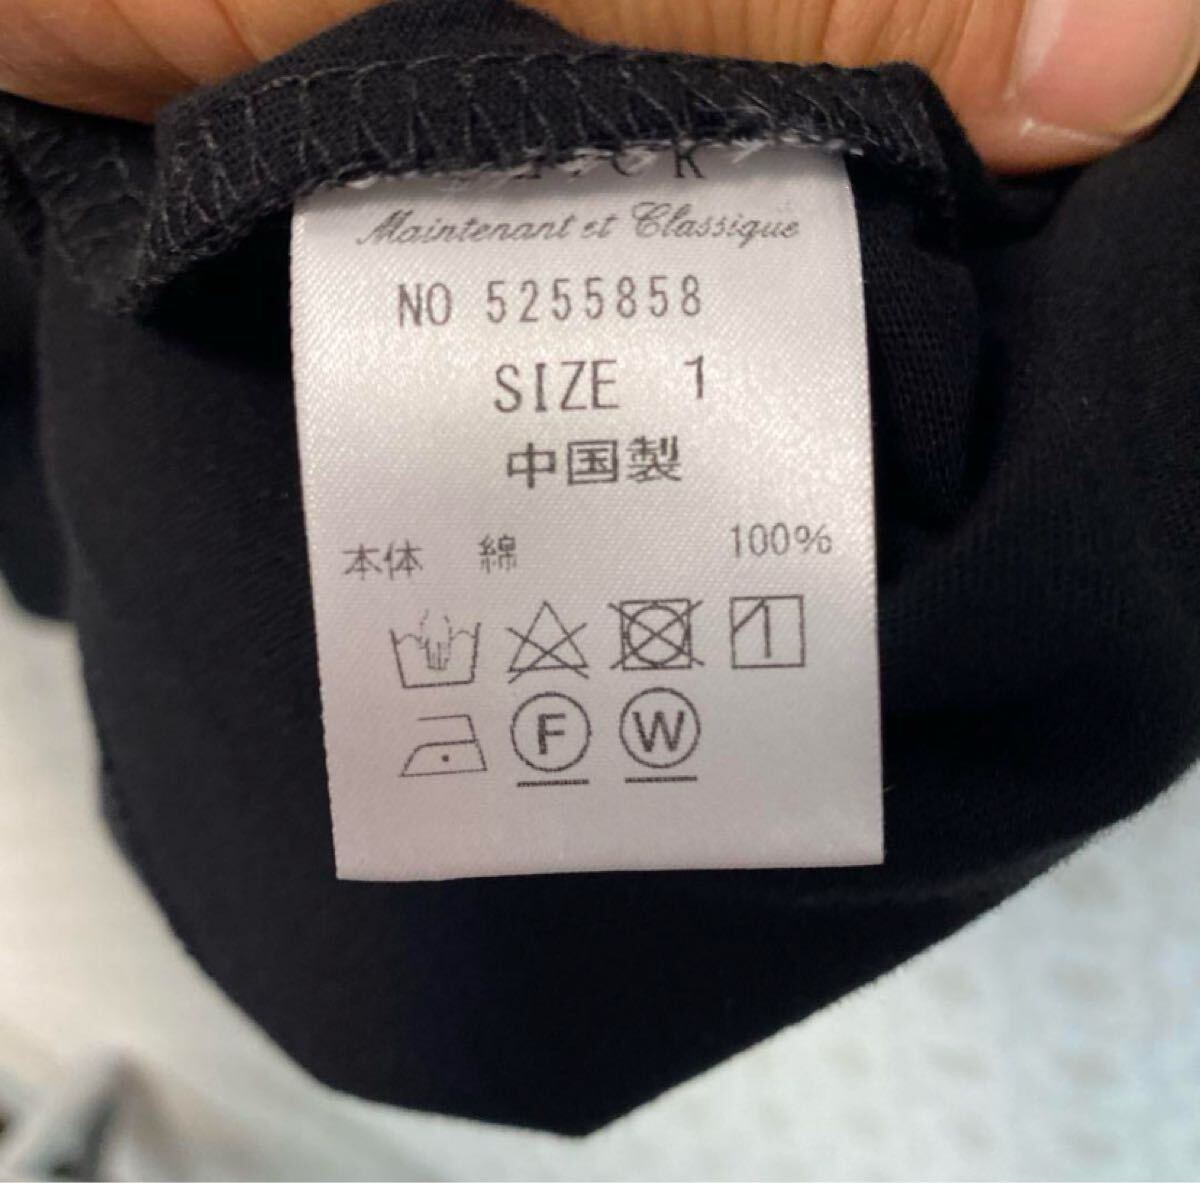 Maintenant et Classique
NO 5255858
SIZE 1
中国製
本体 綿 100%
F W